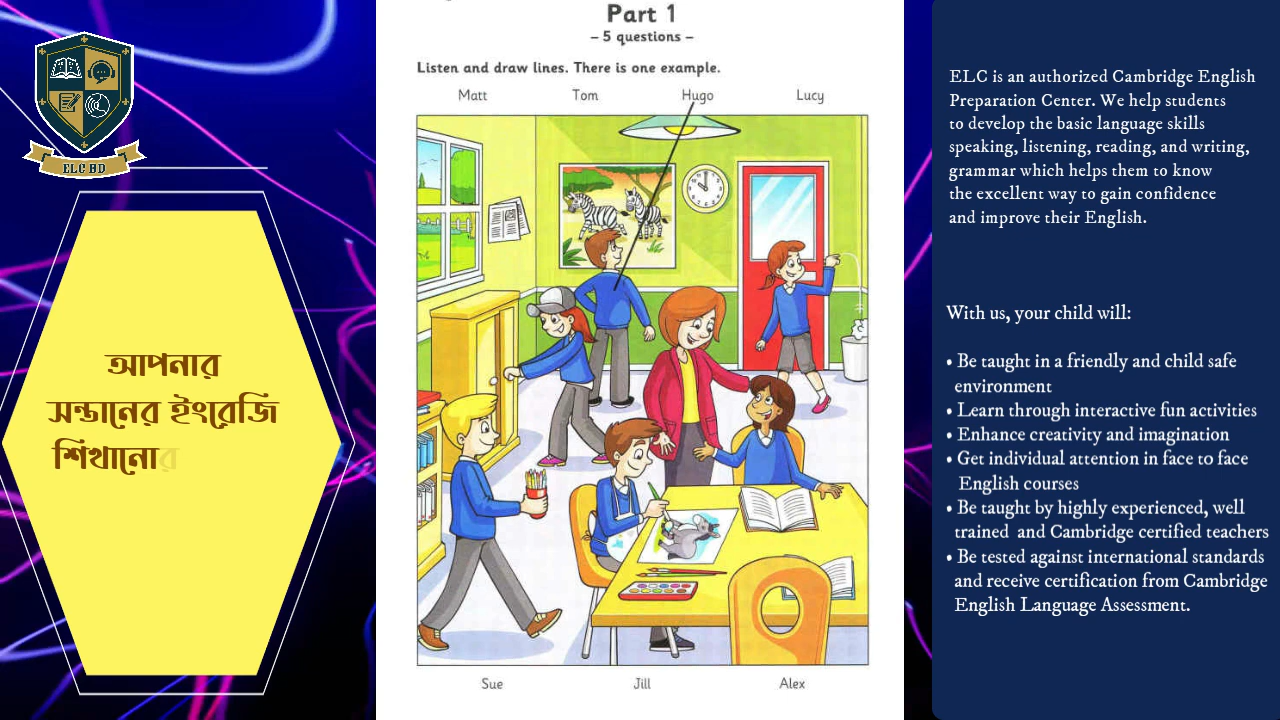 ELC BD
আপনার
সন্তানের ইংরেজি
শিখানোর
Part 1
– 5 questions –
Listen and draw lines. There is one example.
Matt Tom Hugo Lucy
Sue Jill Alex
ELC is an authorized Cambridge English
Preparation Center. We help students
to develop the basic language skills
speaking, listening, reading, and writing,
grammar which helps them to know
the excellent way to gain confidence
and improve their English.
With us, your child will:
• Be taught in a friendly and child safe
environment
• Learn through interactive fun activities
• Enhance creativity and imagination
• Get individual attention in face to face
English courses
• Be taught by highly experienced, well
trained and Cambridge certified teachers
• Be tested against international standards
and receive certification from Cambridge
English Language Assessment.